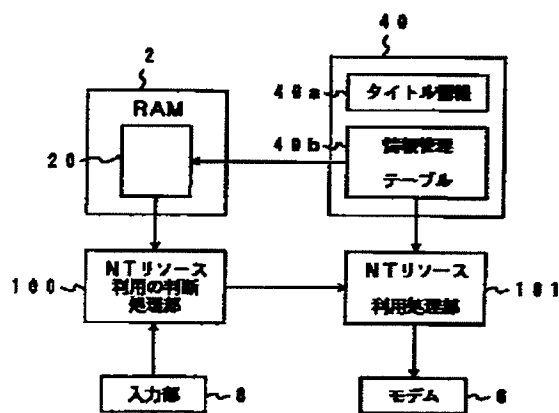 2
40
RAM
40a
タイトル情報
20
40b
情報管理
テーブル
100
NTリソース
利用の判断
処理部
NTリソース
利用処理部
101
入力部
8
モデム
6